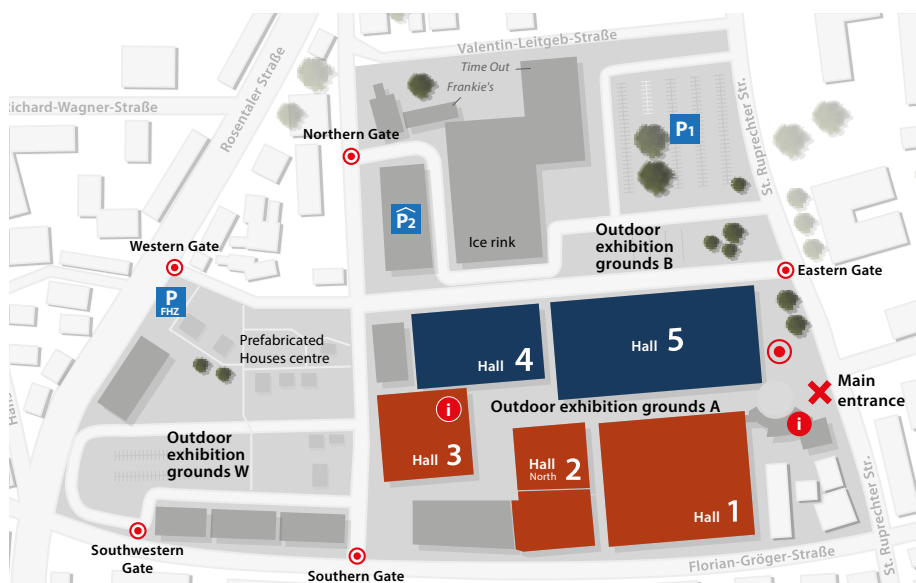 Valentin-Leitgeb-Straße
Time Out
Frankie's
Rosentaler Straße
St. Ruprechter Str.
P1
Northern Gate
P2
Outdoor
exhibition
grounds B
Ice rink
Western Gate
Eastern Gate
P
FHZ
Prefabricated
Houses centre
Hall 4
Hall 5
Main
entrance
i
Outdoor exhibition grounds A
i
Outdoor
exhibition
grounds W
Hall 3
Hall
North
2
Hall 1
Southwestern
Gate
Southern Gate
Florian-Gröger-Straße
St. Ruprechter Str.